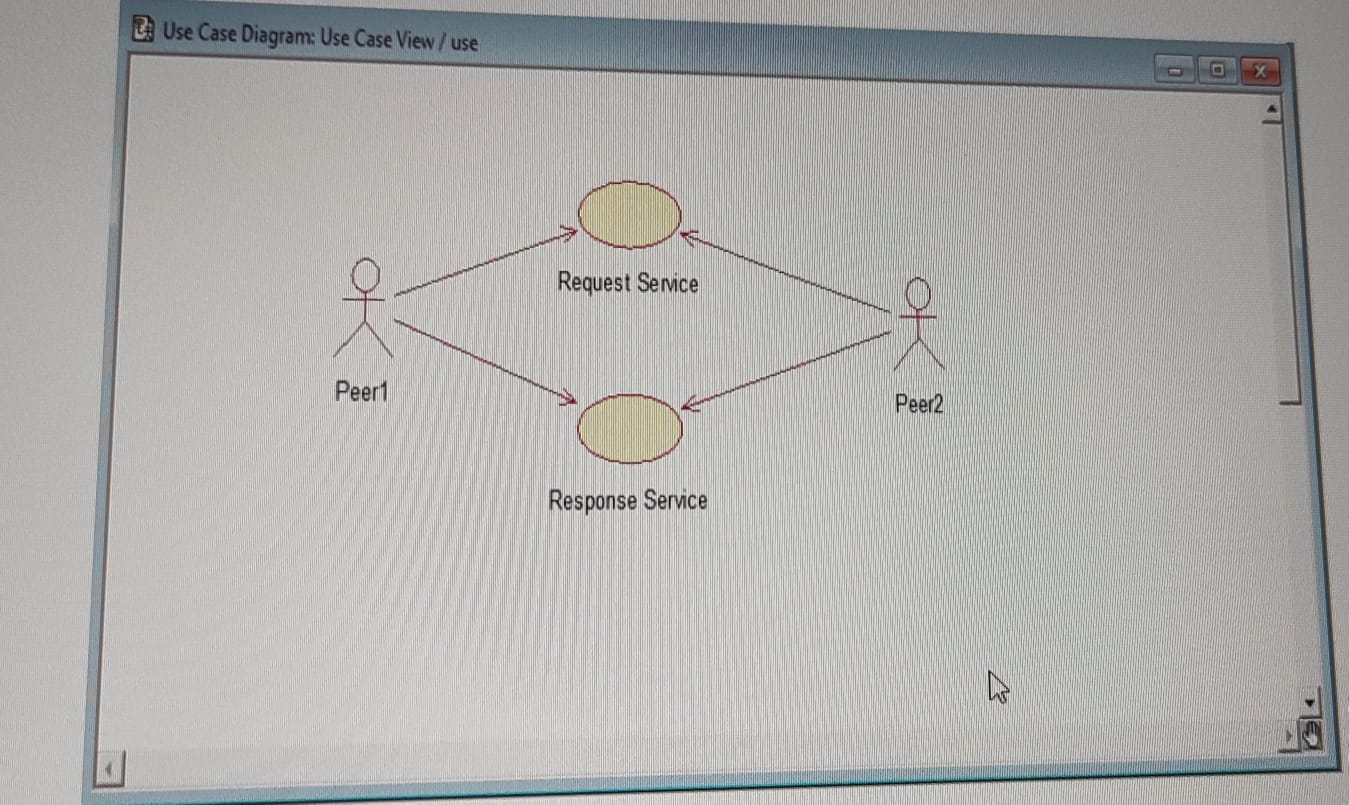 Use Case Diagram: Use Case View / use
Request Service
Peer1
Peer2
Response Service